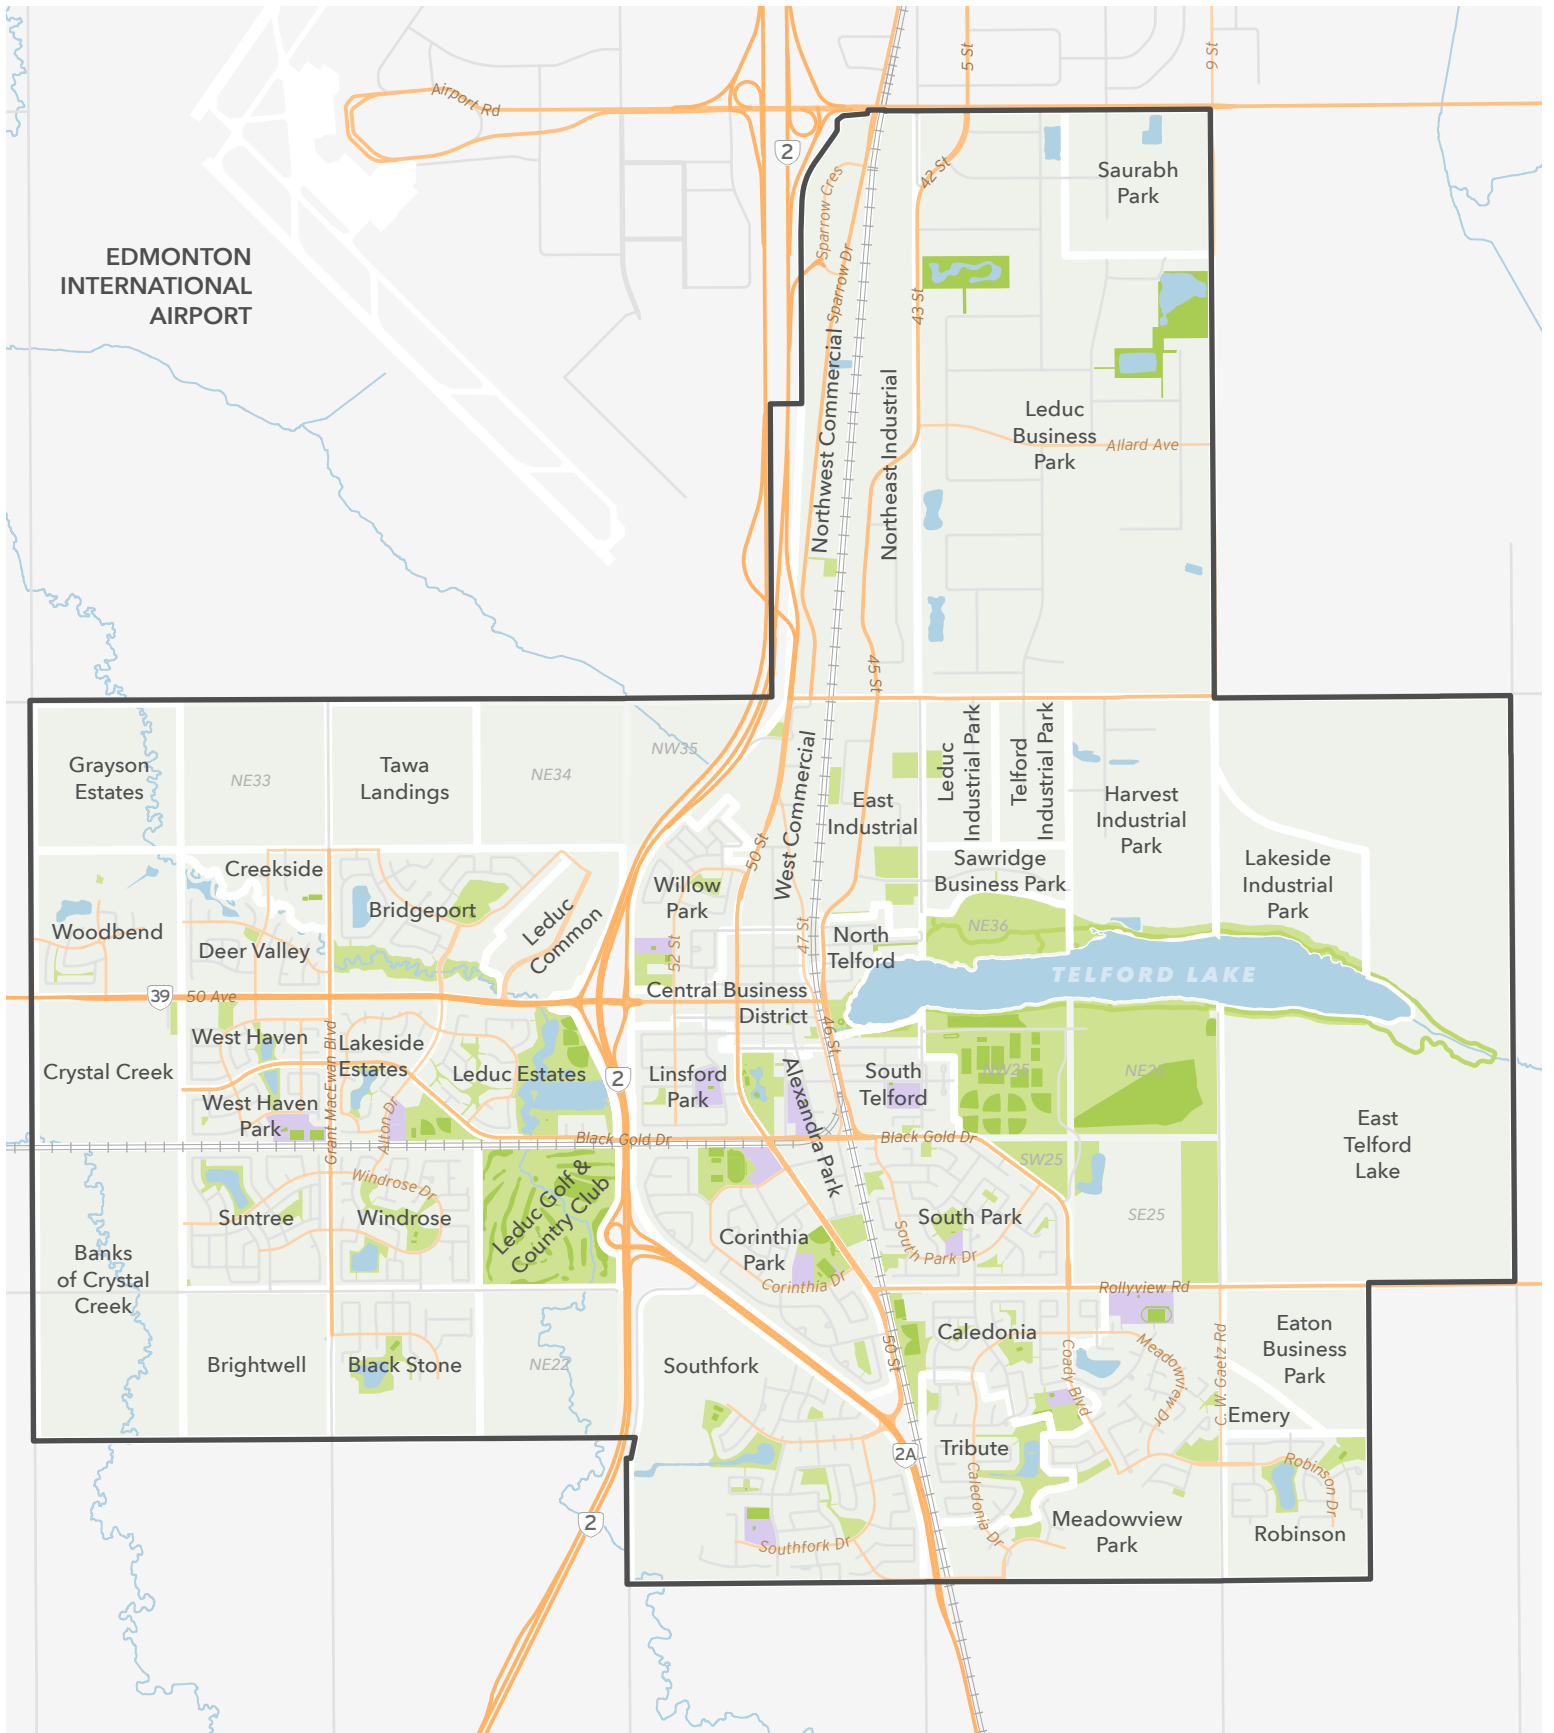 Airport Rd
5 St
9 St
2
42 St
Saurabh
Park
Sparrow Cres
EDMONTON
INTERNATIONAL
AIRPORT
Sparrow Dr
43 St
Northwest Commercial
Northeast Industrial
Leduc
Business
Park
Allard Ave
45 St
NW35
Grayson
Estates
NE33
Tawa
Landings
NE34
West Commercial
East
Industrial
Leduc
Industrial Park
Telford
Industrial Park
Harvest
Industrial
Park
50 St
Creekside
Sawridge
Business Park
Lakeside
Industrial
Park
Willow
Park
Bridgeport
Leduc
Common
Woodbend
Deer Valley
52 St
47 St
North
Telford
NE36
TELFORD LAKE
39
50 Ave
Central Business
District
46 St
West Haven
Grant MacEwan Blvd
Lakeside
Estates
Crystal Creek
Leduc Estates
2
Linsford
Park
Alexandra Park
South
Telford
NW25
NE25
West Haven
Park
Alton Dr
Black Gold Dr
Black Gold Dr
East
Telford
Lake
SW25
Windrose Dr
Leduc Golf &
Country Club
Suntree
Windrose
Corinthia
Park
South Park
South Park Dr
SE25
Banks
of Crystal
Creek
Corinthia Dr
Rollyview Rd
Caledonia
Eaton
Business
Park
50 St
Coady Blvd
Meadowview Dr
C. W. Gaetz Rd
Brightwell
Black Stone
NE22
Southfork
Emery
Tribute
2A
Caledonia Dr
Robinson Dr
2
Southfork Dr
Meadowview
Park
Robinson